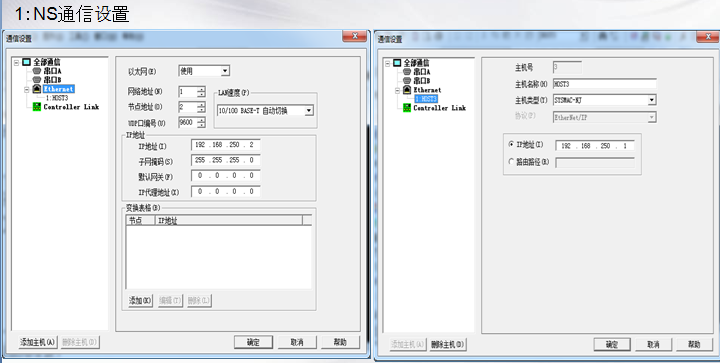 1:NS通信设置
通信设置
全部通信
串口A
串口B
Ethernet
1:HOST3
Controller Link
以太网(E) 使用
网络地址(N) 1
节点地址(O) 2
UDP口编号(U) 9600
LAN速度(P)
10/100 BASE-T 自动切换
IP地址
IP地址(I) 192 .168 .250 . 2
子网掩码(S) 255 .255 .255 . 0
默认网关(F) 0 . 0 . 0 . 0
IP代理地址(X) 0 . 0 . 0 . 0
变换表格(B)
节点 IP地址
添加(K) 编辑(T) 删除(L)
添加主机(A) 删除主机(D) 确定 取消 帮助
通信设置
全部通信
串口A
串口B
Ethernet
1:HOST3
Controller Link
主机号 3
主机名称(N) HOST3
主机类型(T) SYSMAC-NJ
协议(P) EtherNet/IP
IP地址(I) 192 .168 .250 . 1
路由路径(R)
添加主机(A) 删除主机(D) 确定 取消 帮助